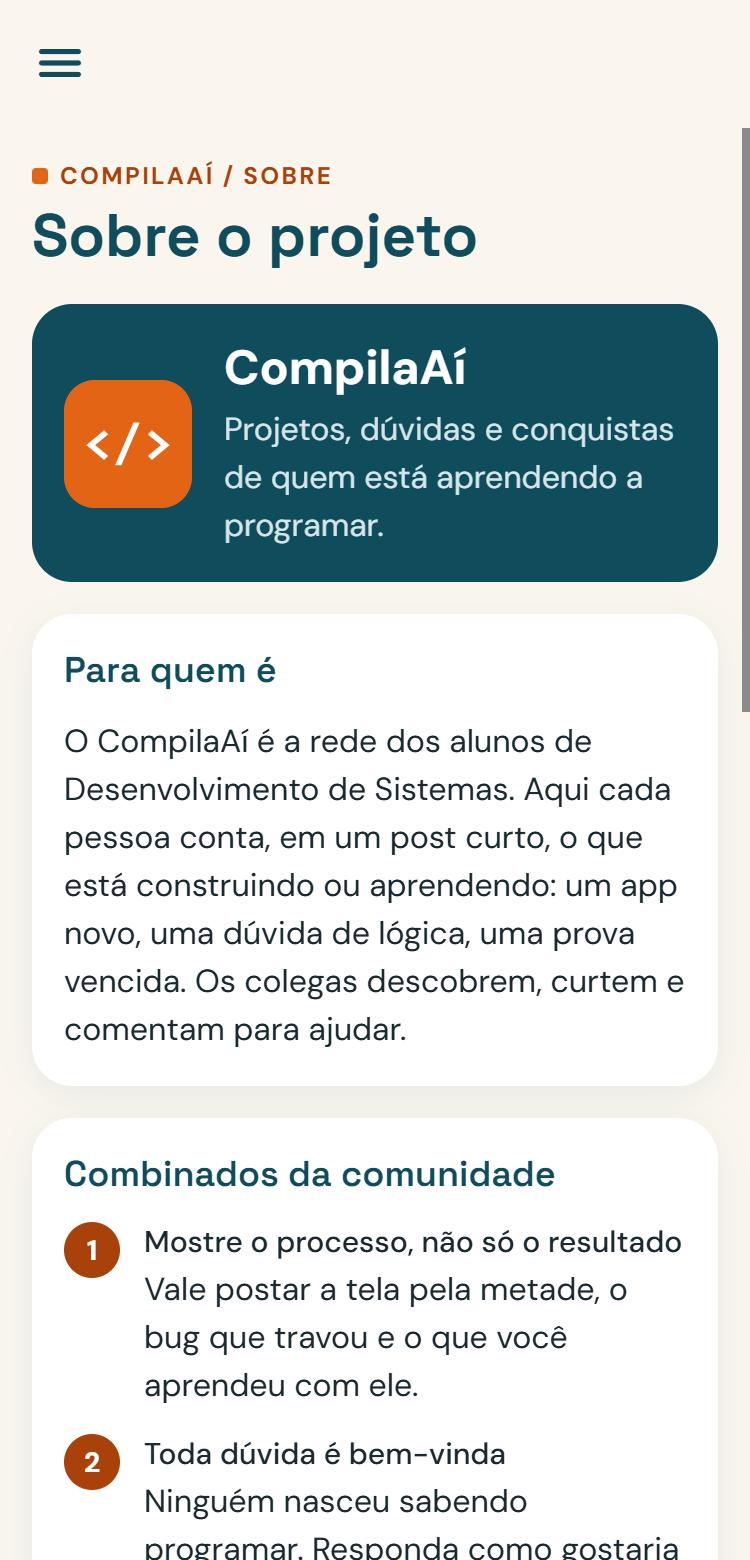 COMPILAAÍ / SOBRE
Sobre o projeto
</>
CompilaAí
Projetos, dúvidas e conquistas
de quem está aprendendo a
programar.
Para quem é
O CompilaAí é a rede dos alunos de
Desenvolvimento de Sistemas. Aqui cada
pessoa conta, em um post curto, o que
está construindo ou aprendendo: um app
novo, uma dúvida de lógica, uma prova
vencida. Os colegas descobrem, curtem e
comentam para ajudar.
Combinados da comunidade
1 Mostre o processo, não só o resultado
Vale postar a tela pela metade, o
bug que travou e o que você
aprendeu com ele.
2 Toda dúvida é bem-vinda
Ninguém nasceu sabendo
programar. Responda como gostaria